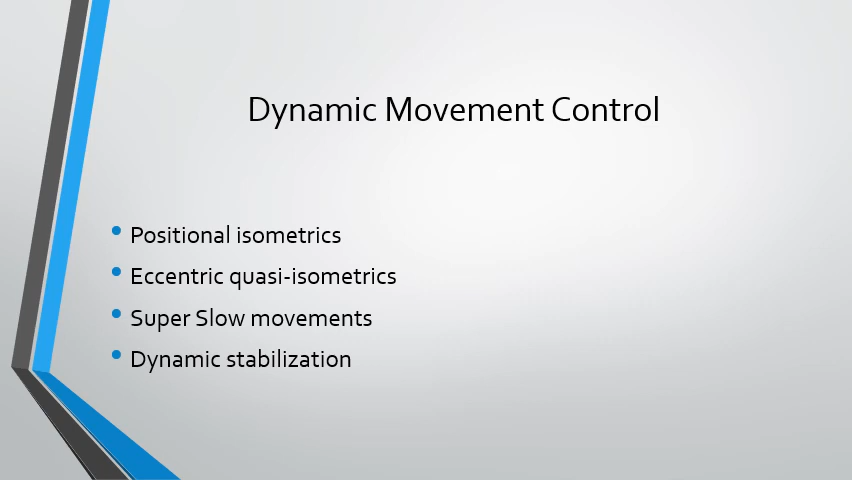 Dynamic Movement Control
• Positional isometrics
• Eccentric quasi-isometrics
• Super Slow movements
• Dynamic stabilization